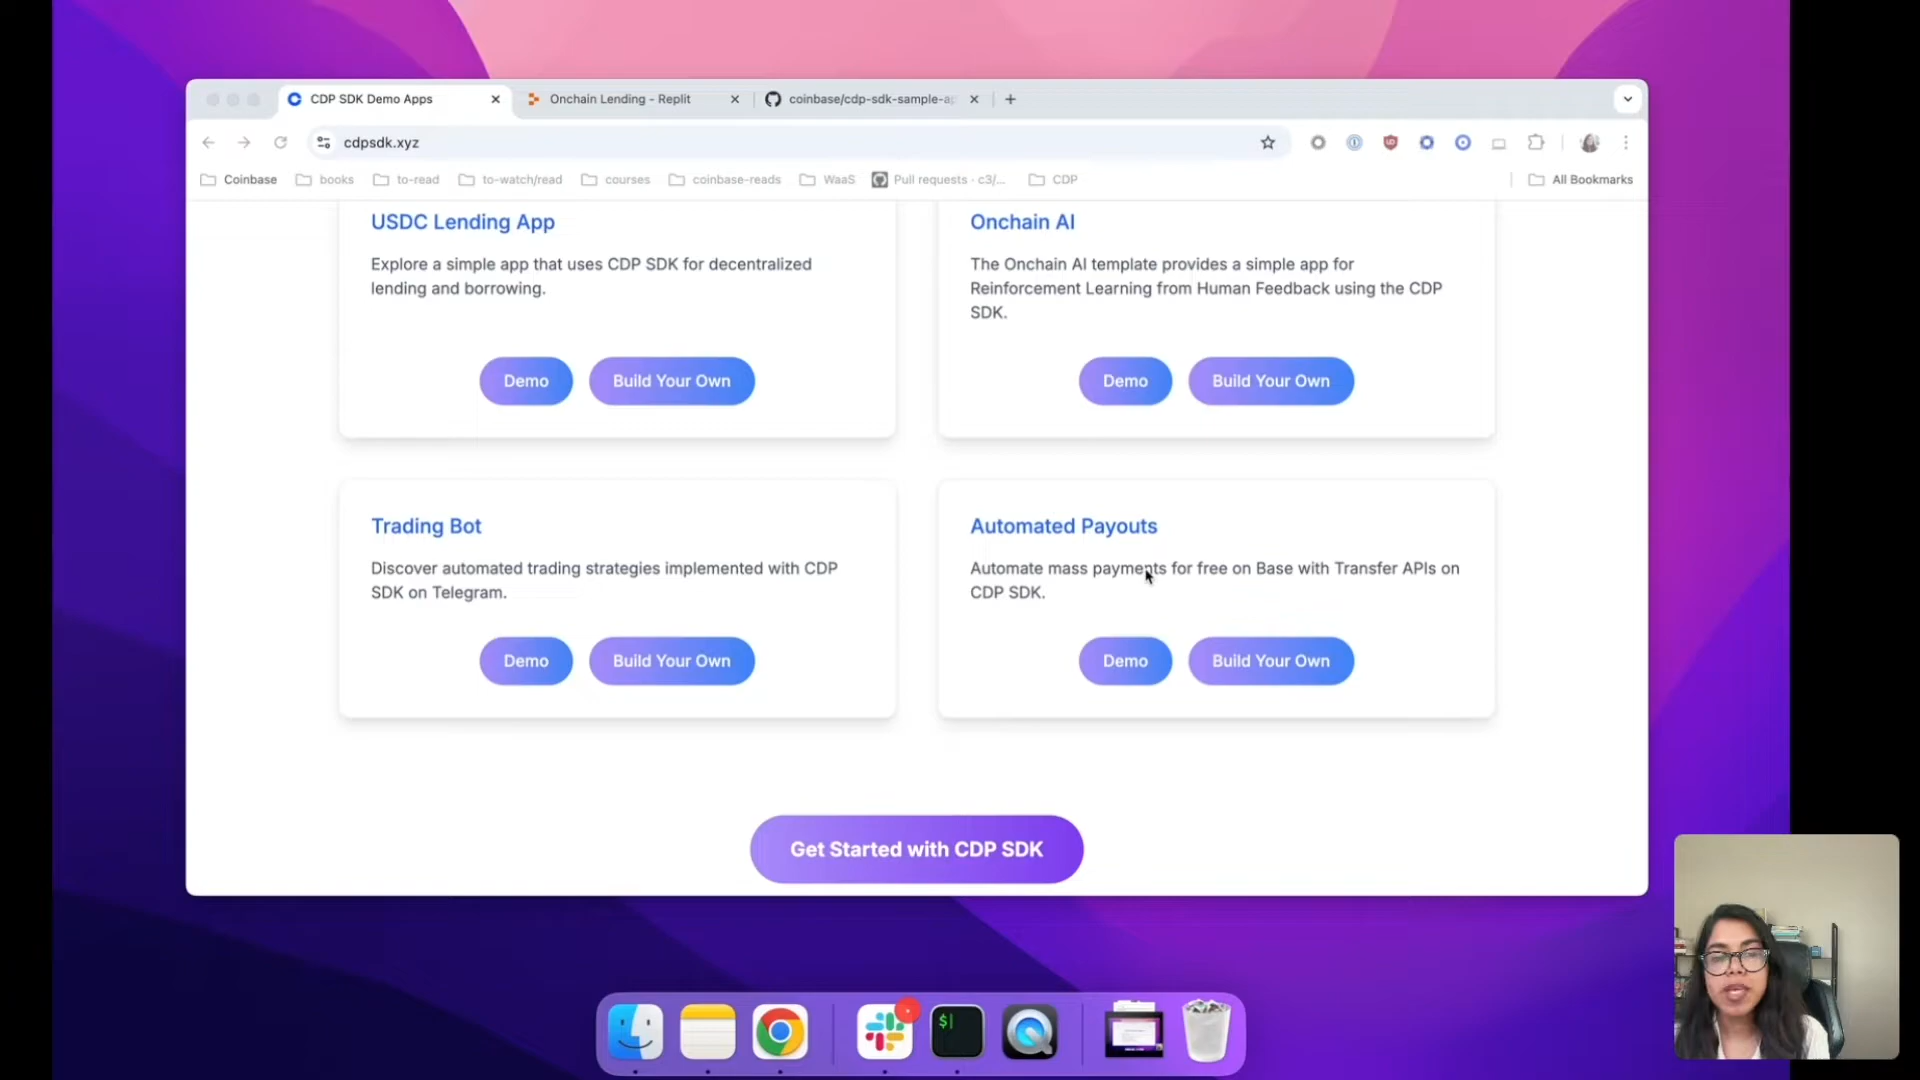 CDP SDK Demo Apps
Onchain Lending - Replit
coinbase/cdp-sdk-sample-ap
cdpsdk.xyz
Coinbase
books
to-read
to-watch/read
courses
coinbase-reads
WaaS
Pull requests · c3/...
CDP
All Bookmarks
USDC Lending App
Explore a simple app that uses CDP SDK for decentralized
lending and borrowing.
Demo
Build Your Own
Onchain AI
The Onchain AI template provides a simple app for
Reinforcement Learning from Human Feedback using the CDP
SDK.
Demo
Build Your Own
Trading Bot
Discover automated trading strategies implemented with CDP
SDK on Telegram.
Demo
Build Your Own
Automated Payouts
Automate mass payments for free on Base with Transfer APIs on
CDP SDK.
Demo
Build Your Own
Get Started with CDP SDK
$